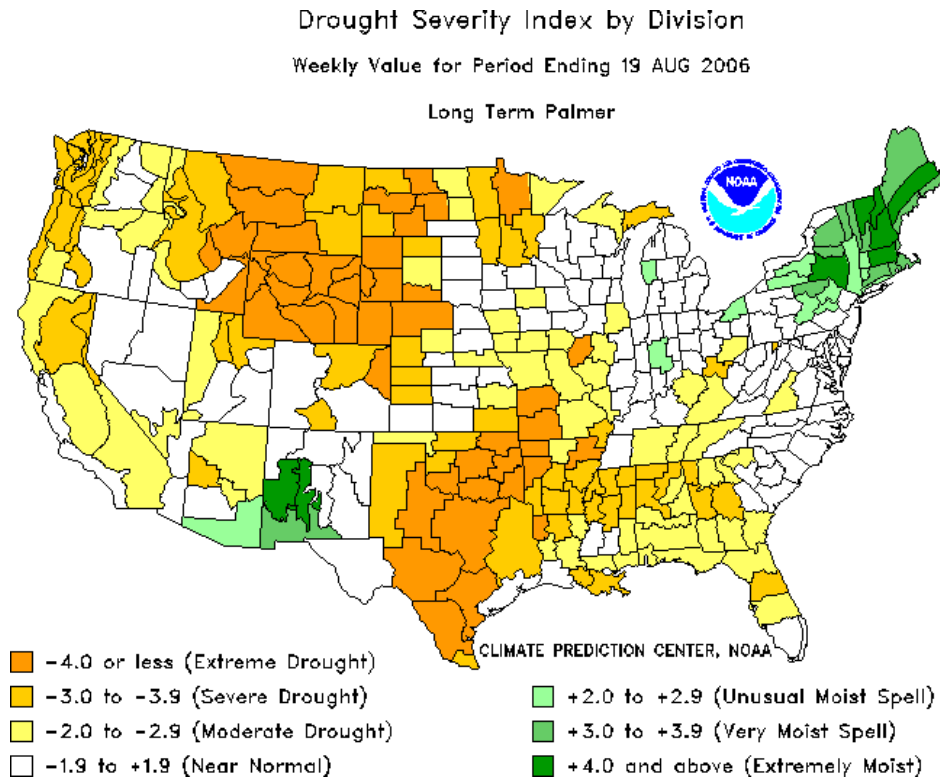 Drought Severity Index by Division
Weekly Value for Period Ending 19 AUG 2006
Long Term Palmer
NOAA
CLIMATE PREDICTION CENTER, NOAA
-4.0 or less (Extreme Drought)
-3.0 to -3.9 (Severe Drought)
-2.0 to -2.9 (Moderate Drought)
-1.9 to +1.9 (Near Normal)
+2.0 to +2.9 (Unusual Moist Spell)
+3.0 to +3.9 (Very Moist Spell)
+4.0 and above (Extremely Moist)